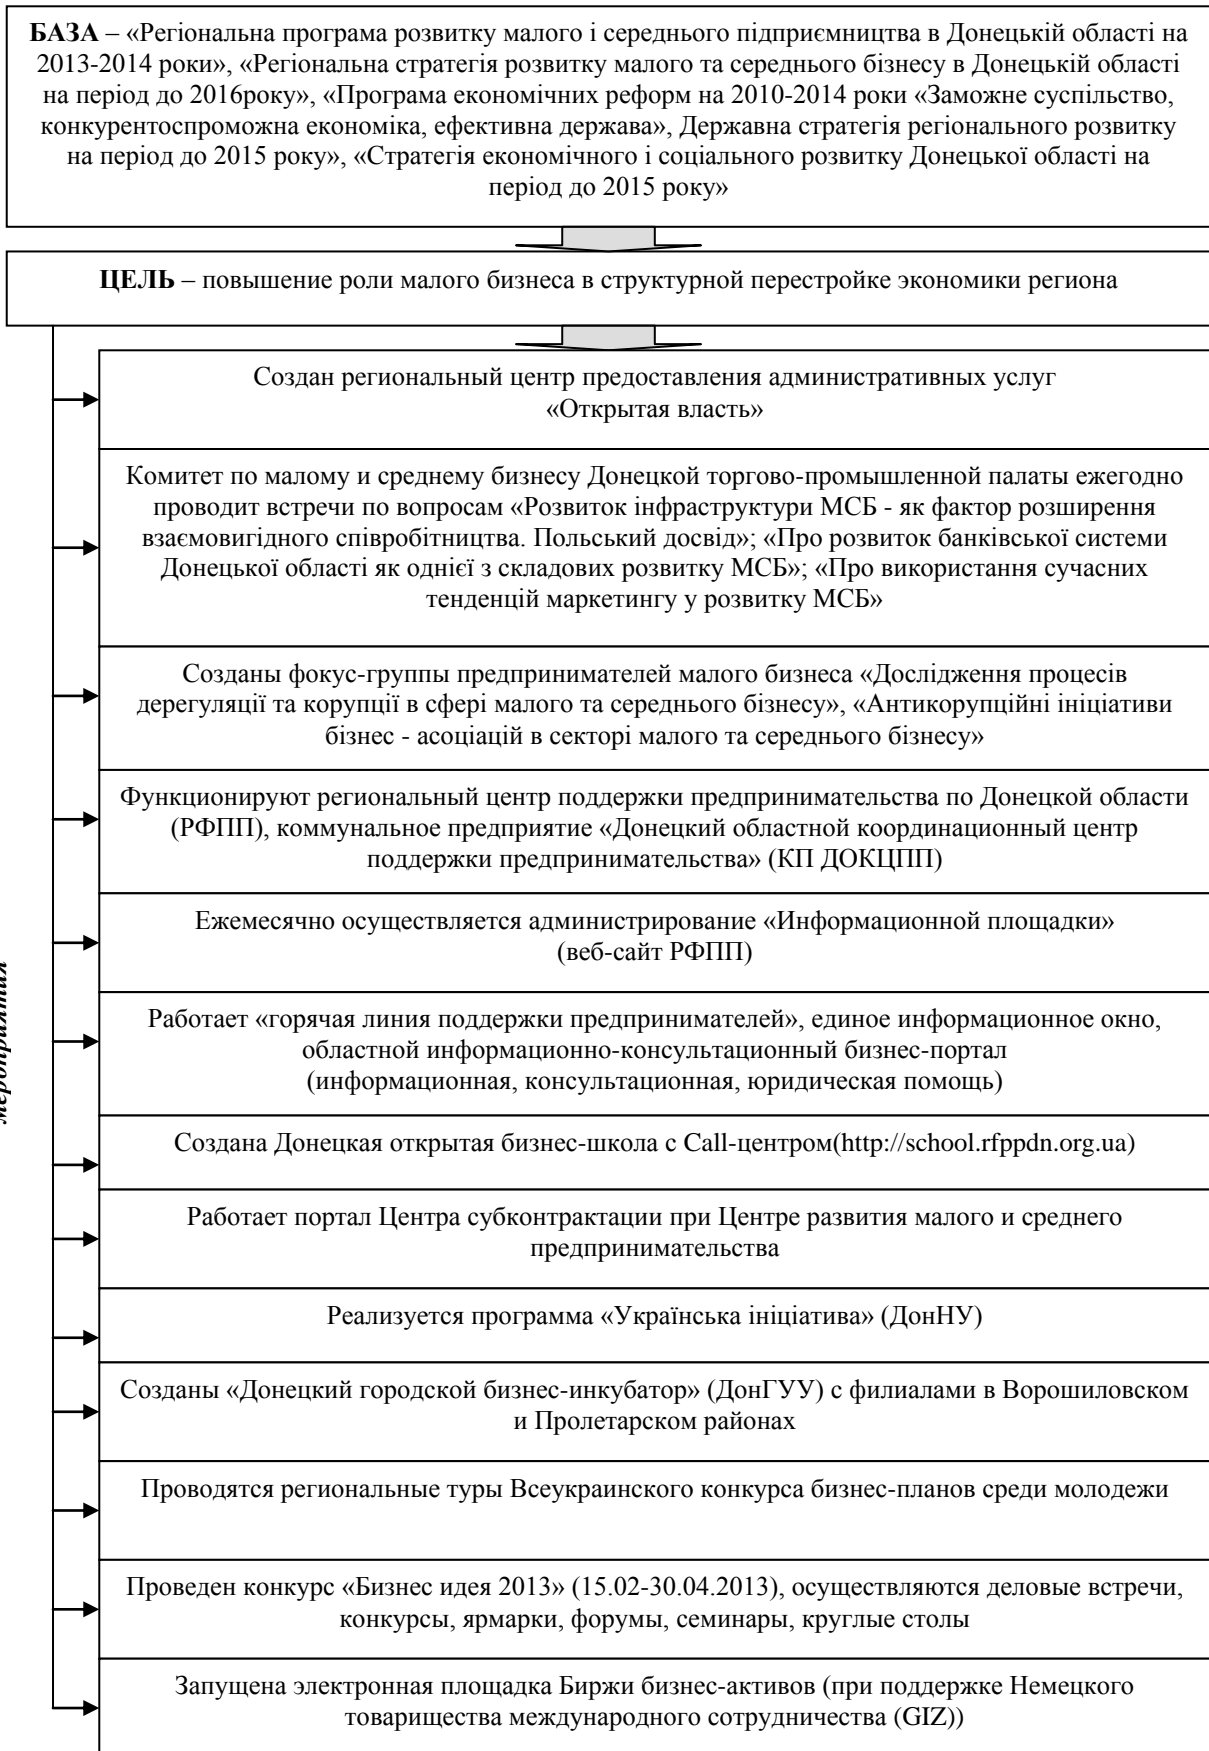 БАЗА – «Регіональна програма розвитку малого і середнього підприємництва в Донецькій області на
2013-2014 роки», «Регіональна стратегія розвитку малого та середнього бізнесу в Донецькій області
на період до 2016року», «Програма економічних реформ на 2010-2014 роки «Заможне суспільство,
конкурентоспроможна економіка, ефективна держава», Державна стратегія регіонального розвитку
на період до 2015 року», «Стратегія економічного і соціального розвитку Донецької області на
період до 2015 року»
ЦЕЛЬ – повышение роли малого бизнеса в структурной перестройке экономики региона
Создан региональный центр предоставления административных услуг
«Открытая власть»
Комитет по малому и среднему бизнесу Донецкой торгово-промышленной палаты ежегодно
проводит встречи по вопросам «Розвиток інфраструктури МСБ - як фактор розширення
взаємовигідного співробітництва. Польський досвід»; «Про розвиток банківської системи
Донецької області як однієї з складових розвитку МСБ»; «Про використання сучасних
тенденцій маркетингу у розвитку МСБ»
Созданы фокус-группы предпринимателей малого бизнеса «Дослідження процесів
дерегуляції та корупції в сфері малого та середнього бізнесу», «Антикорупційні ініціативи
бізнес - асоціацій в секторі малого та середнього бізнесу»
Функционируют региональный центр поддержки предпринимательства по Донецкой области
(РФПП), коммунальное предприятие «Донецкий областной координационный центр
поддержки предпринимательства» (КП ДОКЦПП)
Ежемесячно осуществляется администрирование «Информационной площадки»
(веб-сайт РФПП)
мероприятия
Работает «горячая линия поддержки предпринимателей», единое информационное окно,
областной информационно-консультационный бизнес-портал
(информационная, консультационная, юридическая помощь)
Создана Донецкая открытая бизнес-школа с Call-центром(http://school.rfppdn.org.ua)
Работает портал Центра субконтрактации при Центре развития малого и среднего
предпринимательства
Реализуется программа «Українська ініціатива» (ДонНУ)
Созданы «Донецкий городской бизнес-инкубатор» (ДонГУУ) с филиалами в Ворошиловском
и Пролетарском районах
Проводятся региональные туры Всеукраинского конкурса бизнес-планов среди молодежи
Проведен конкурс «Бизнес идея 2013» (15.02-30.04.2013), осуществляются деловые встречи,
конкурсы, ярмарки, форумы, семинары, круглые столы
Запущена электронная площадка Биржи бизнес-активов (при поддержке Немецкого
товарищества международного сотрудничества (GIZ))